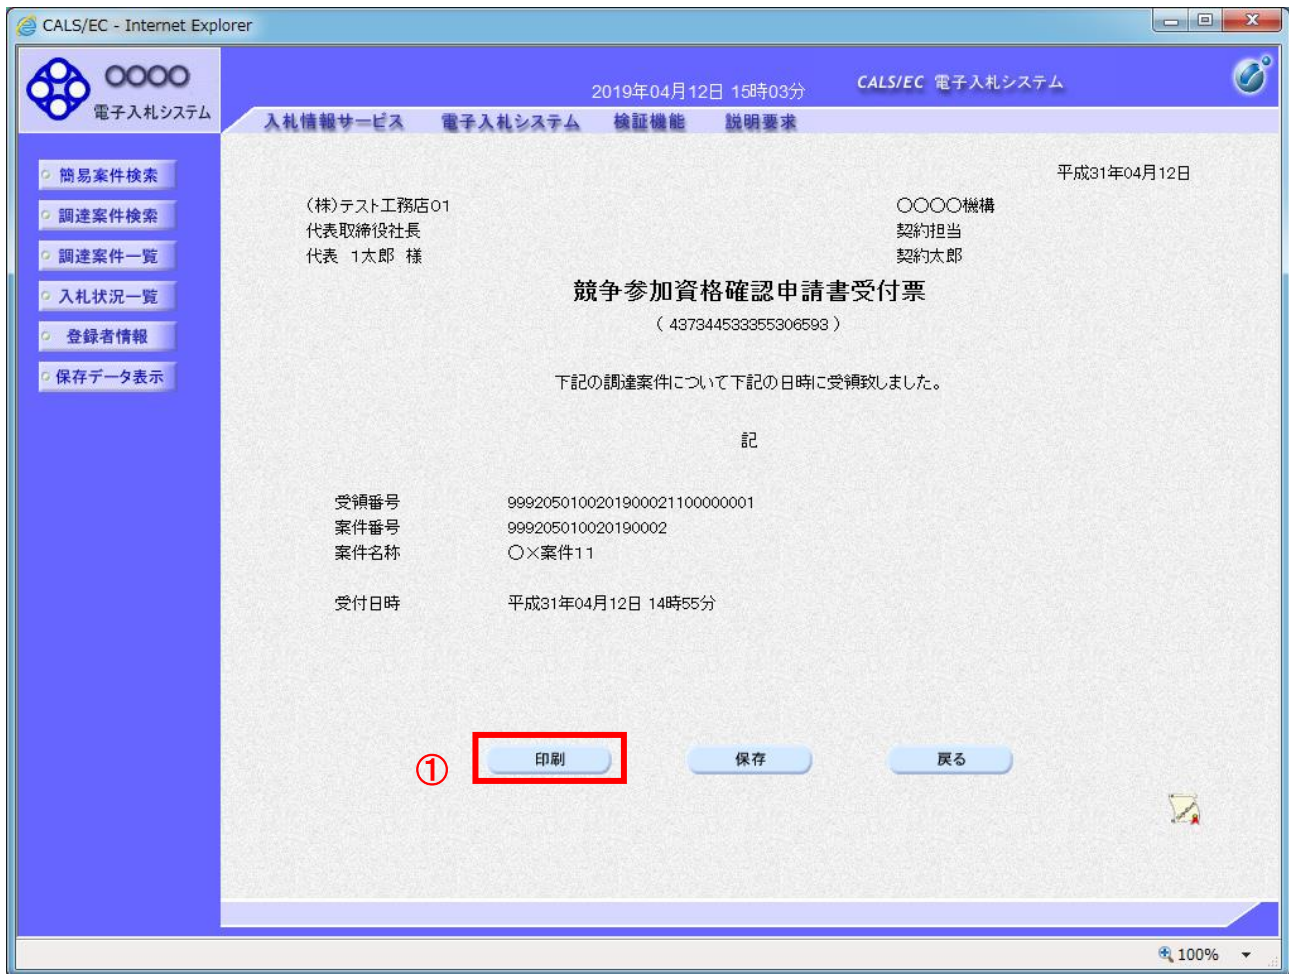 CALS/EC - Internet Explorer
〇〇〇〇
電子入札システム
2019年04月12日 15時03分
CALS/EC 電子入札システム
入札情報サービス 電子入札システム 検証機能 説明要求
簡易案件検索
調達案件検索
調達案件一覧
入札状況一覧
登録者情報
保存データ表示
平成31年04月12日
(株)テスト工務店01
代表取締役社長
代表 1太郎 様
〇〇〇〇機構
契約担当
契約太郎
競争参加資格確認申請書受付票
( 437344533355306593 )
下記の調達案件について下記の日時に受領致しました。
記
受領番号 9992050100201900021100000001
案件番号 999205010020190002
案件名称 〇×案件11
受付日時 平成31年04月12日 14時55分
① 印刷 保存 戻る
100%